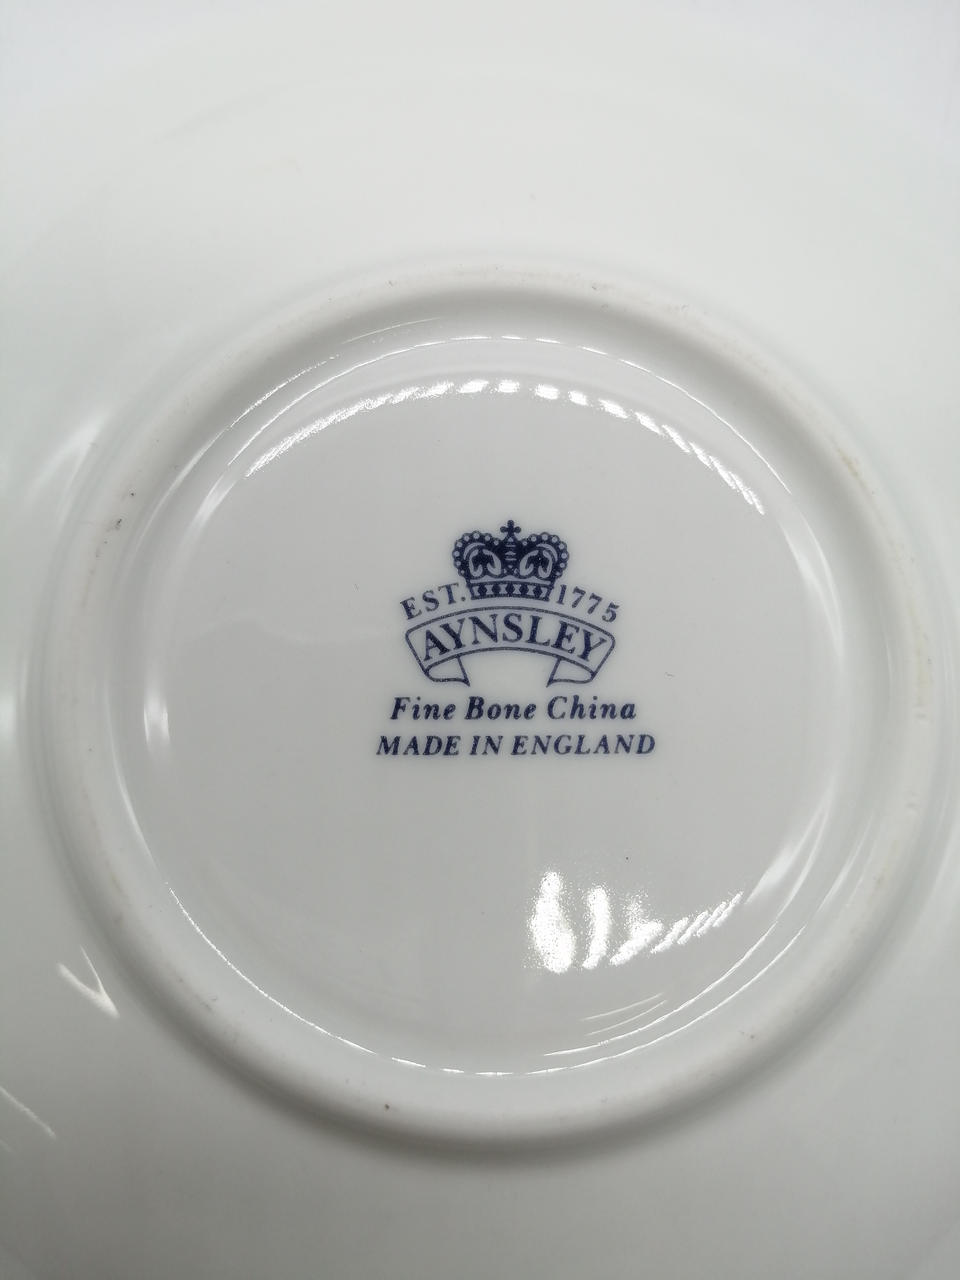 EST. 1775
AYNSLEY
Fine Bone China
MADE IN ENGLAND